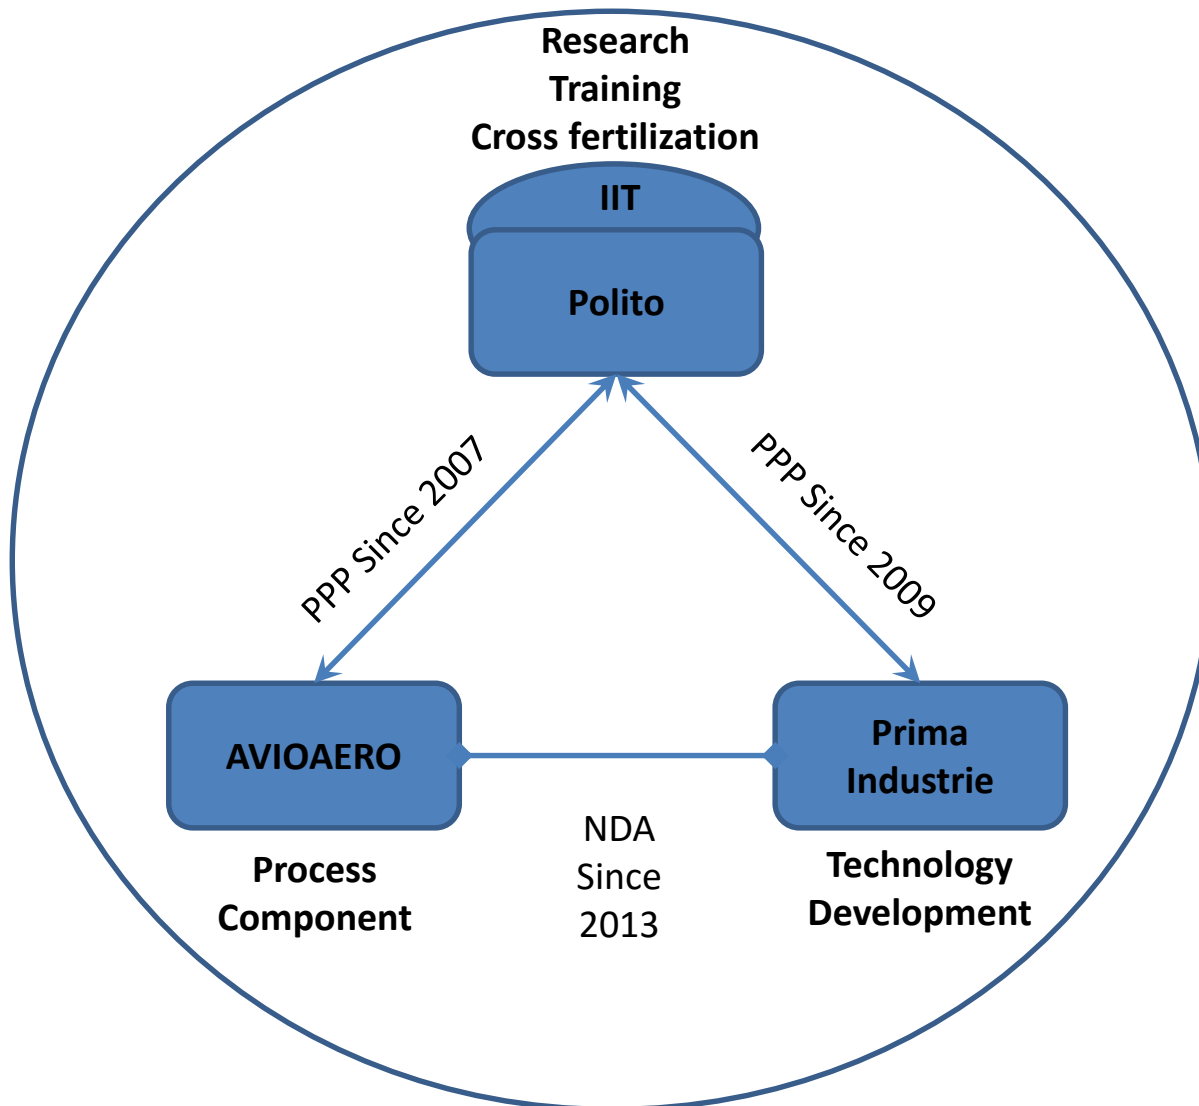 Research
Training
Cross fertilization
IIT
Polito
PPP Since 2007
PPP Since 2009
AVIOAERO
Prima
Industrie
NDA
Since
2013
Process
Component
Technology
Development